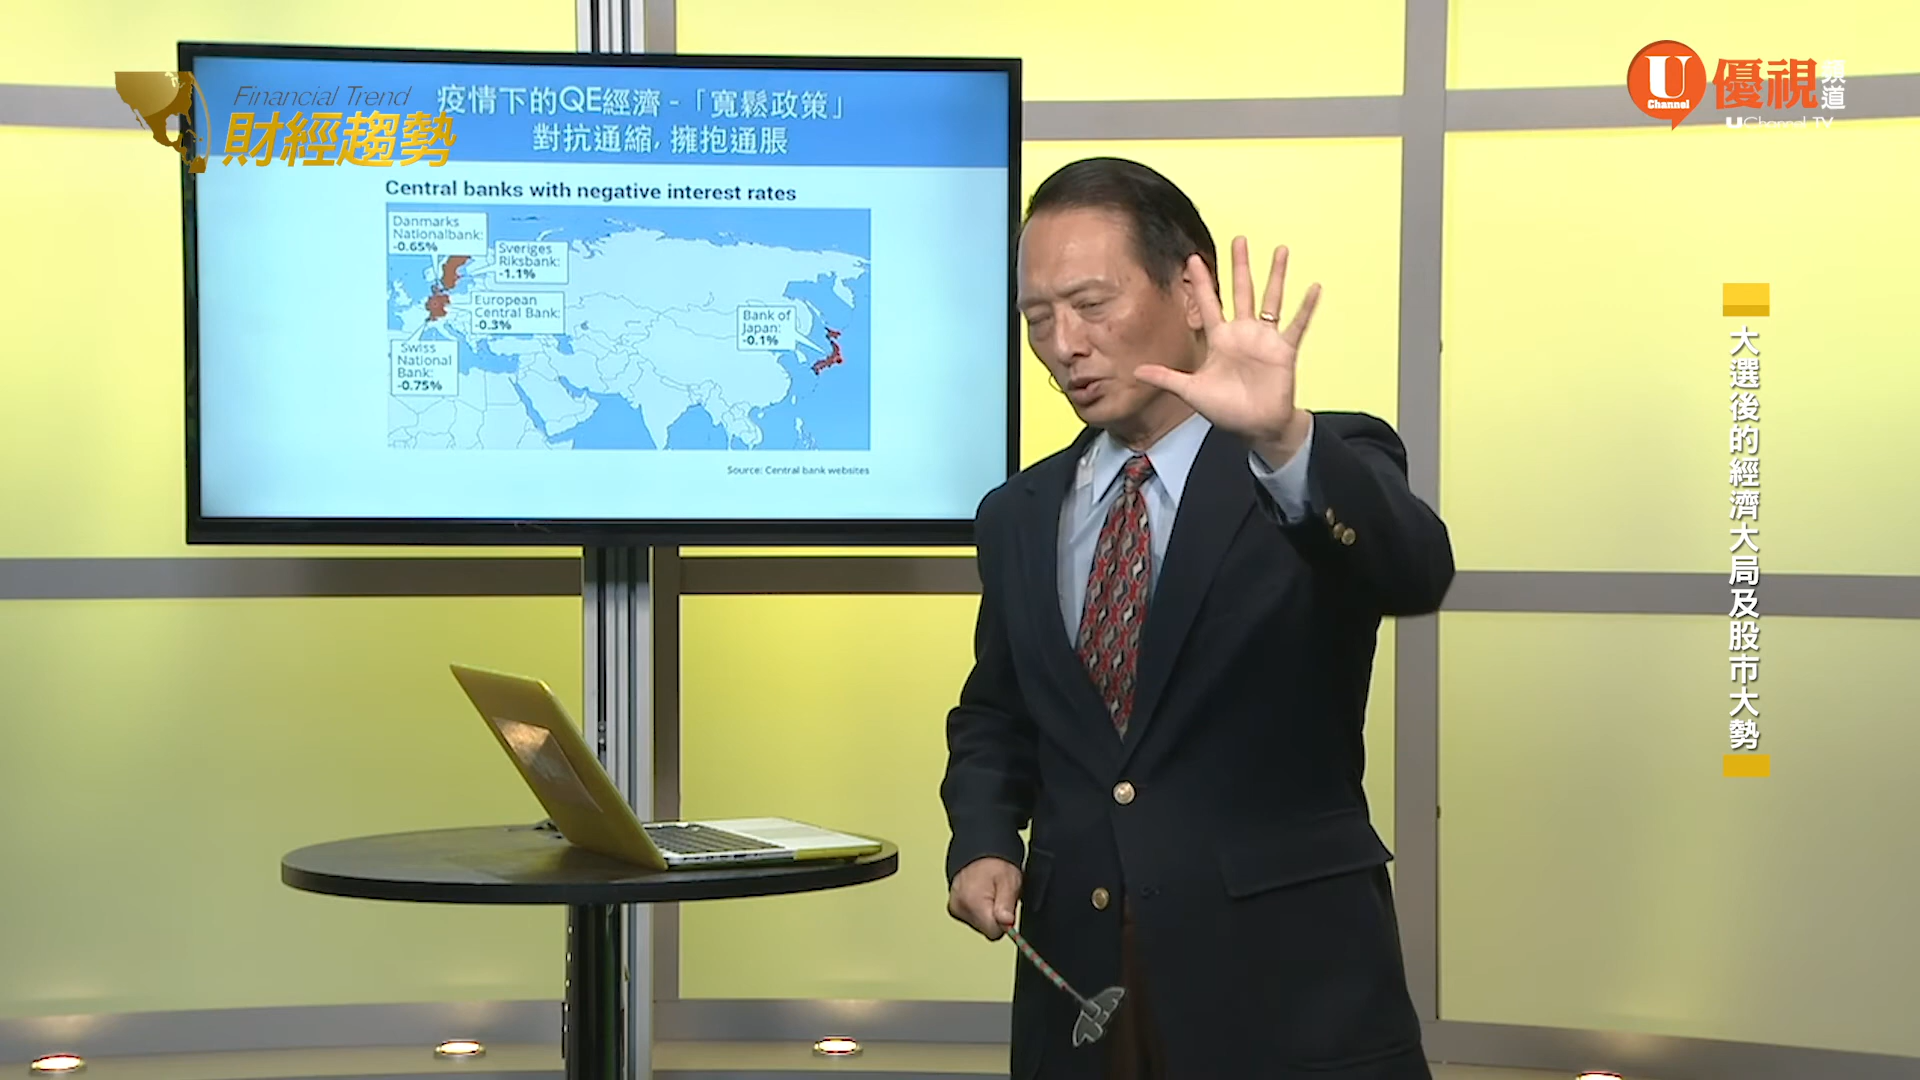 Financial Trend
財經趨勢
疫情下的QE經濟 -「寬鬆政策」
對抗通縮, 擁抱通脹
Central banks with negative interest rates
Danmarks
Nationalbank:
-0.65%
Sveriges
Riksbank:
-1.1%
European
Central Bank:
-0.3%
Bank of
Japan:
-0.1%
Swiss
National
Bank:
-0.75%
Source: Central bank websites
U
Channel
優視
頻道
UChannel TV
大選後的經濟大局及股市大勢